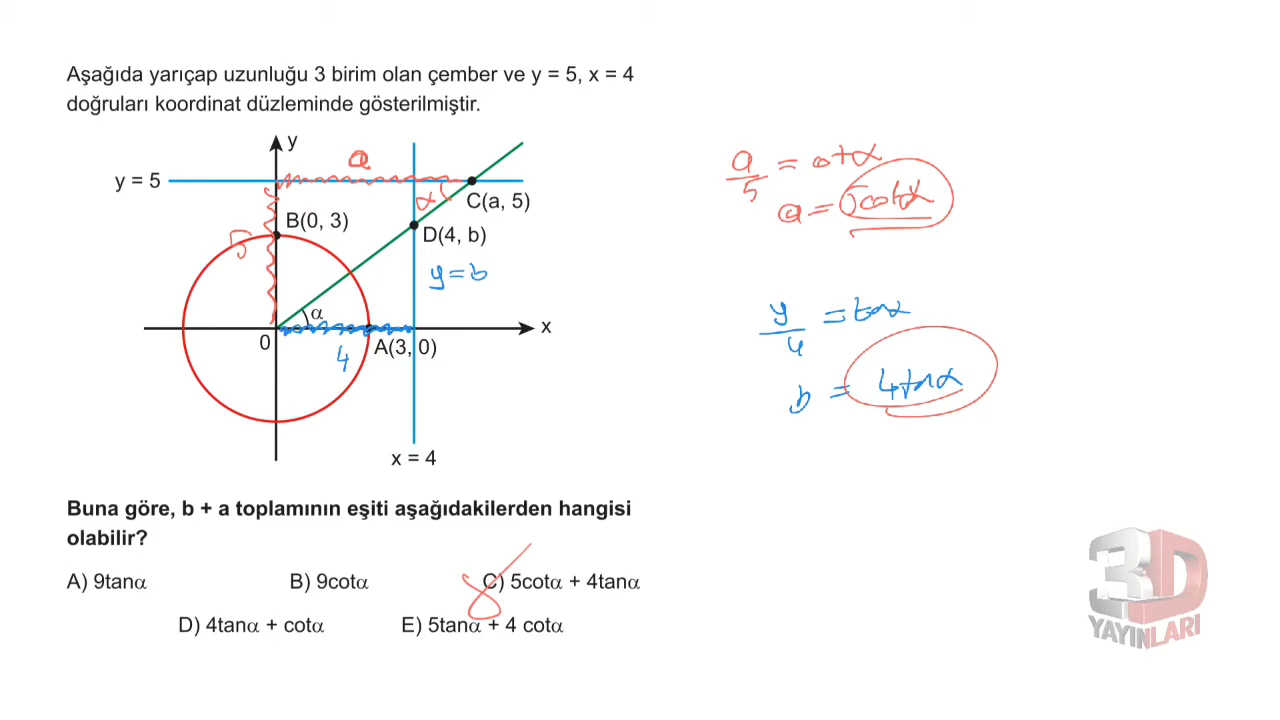 Aşağıda yarıçap uzunluğu 3 birim olan çember ve y = 5, x = 4
doğruları koordinat düzleminde gösterilmiştir.
y
a
y = 5
α
C(a, 5)
B(0, 3)
5
D(4, b)
y = b
α
x
0
4
A(3, 0)
x = 4
a/5 = cotα
a = 5cotα
y/4 = tanα
b = 4tanα
Buna göre, b + a toplamının eşiti aşağıdakilerden hangisi
olabilir?
A) 9tanα B) 9cotα C) 5cotα + 4tanα
D) 4tanα + cotα E) 5tanα + 4 cotα
3D
YAYINLARI